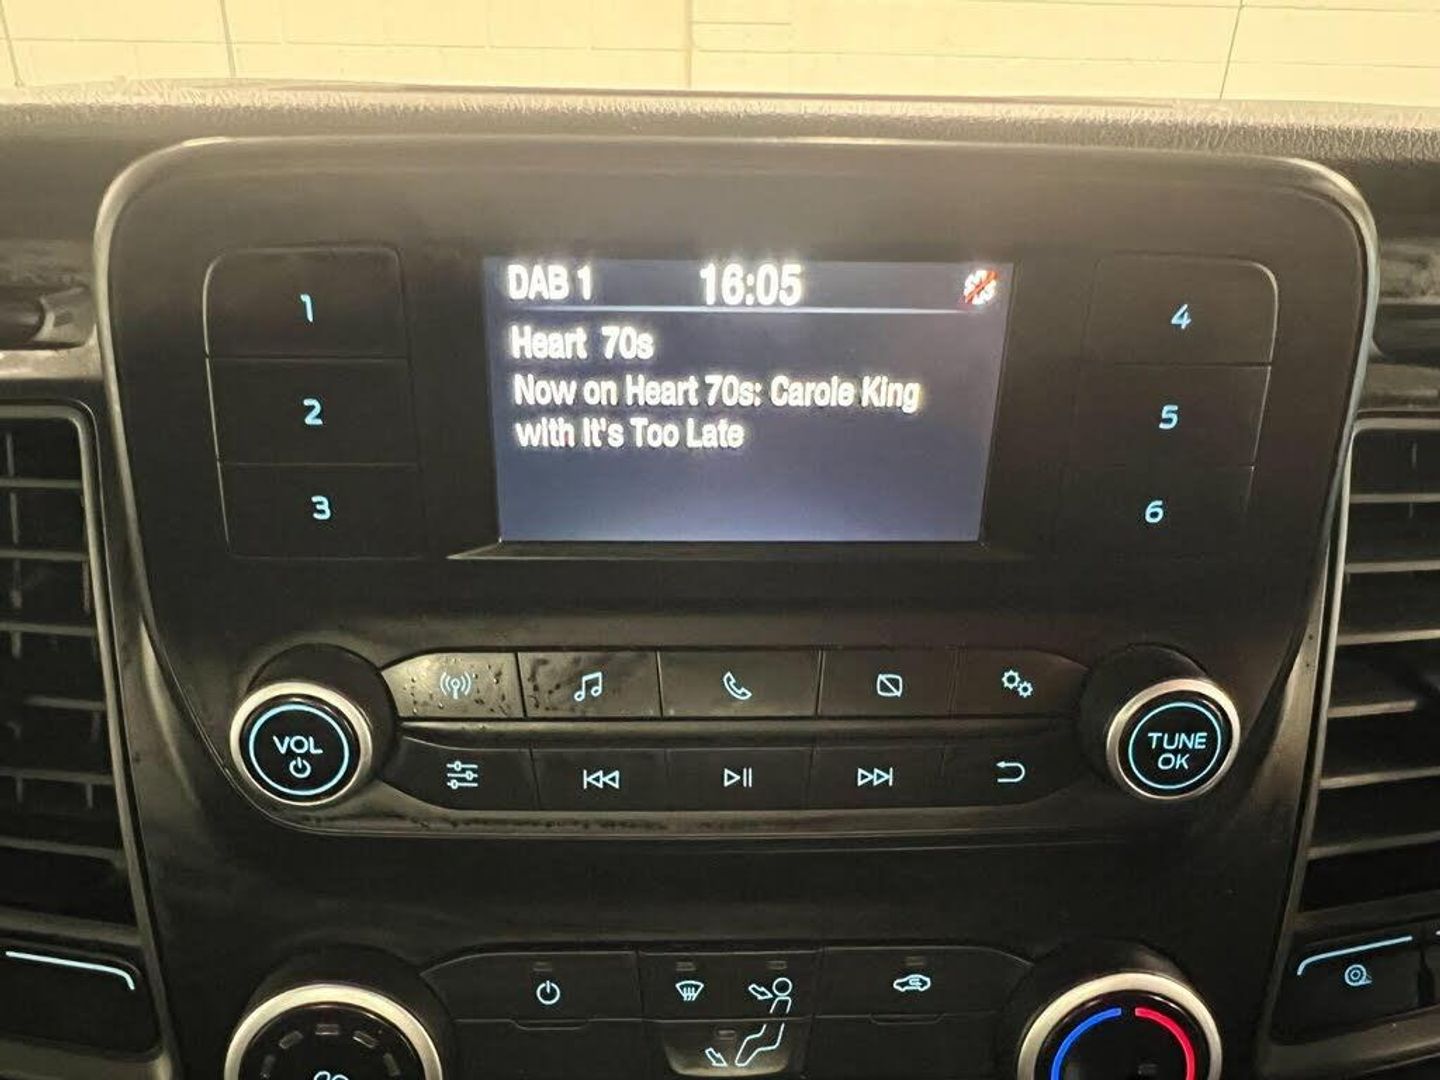 DAB 1 16:05
Heart 70s
Now on Heart 70s: Carole King
with It's Too Late
1
2
3
4
5
6
VOL
TUNE
OK